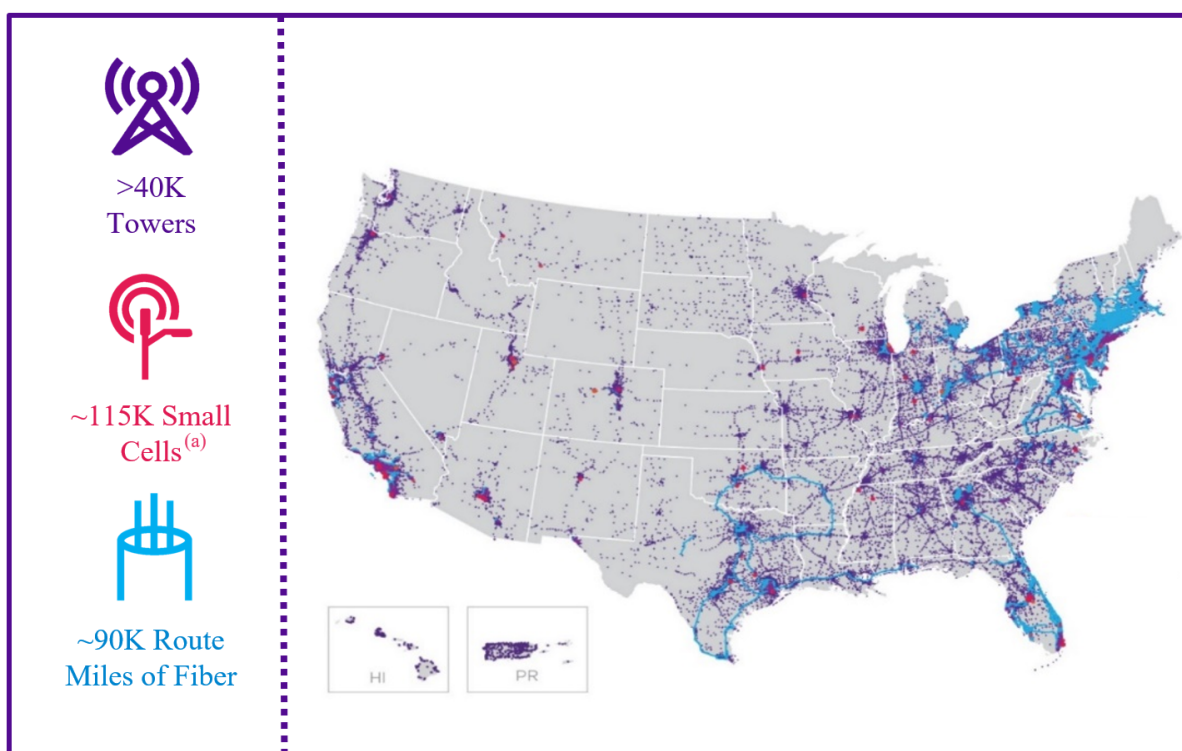 >40K
Towers
~115K Small
Cells(a)
~90K Route
Miles of Fiber
HI
PR